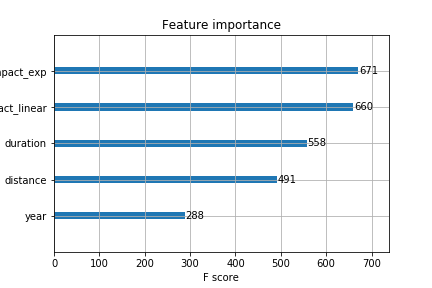 Feature importance
npact_exp 671
act_linear 660
duration 558
distance 491
year 288
0 100 200 300 400 500 600 700
F score